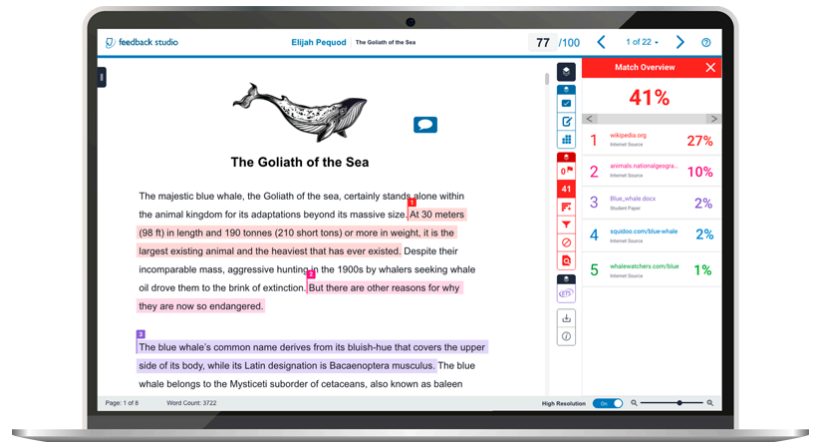 feedback studio
Elijah Pequod
The Goliath of the Sea
77 /100
1 of 22
?
Match Overview
41%
1 wikipedia.org 27%
Internet Source
2 animals.nationalgeogra... 10%
Internet Source
3 Blue_whale.docx 2%
Student Paper
4 squidoo.com/blue-whale 2%
Internet Source
5 whalewatchers.com/blue 1%
Internet Source
0
41
ETS
i
The Goliath of the Sea
The majestic blue whale, the Goliath of the sea, certainly stands alone within
1
the animal kingdom for its adaptations beyond its massive size. At 30 meters
(98 ft) in length and 190 tonnes (210 short tons) or more in weight, it is the
largest existing animal and the heaviest that has ever existed. Despite their
incomparable mass, aggressive hunting in the 1900s by whalers seeking whale
2
oil drove them to the brink of extinction. But there are other reasons for why
they are now so endangered.
3
The blue whale's common name derives from its bluish-hue that covers the upper
side of its body, while its Latin designation is Bacaenoptera musculus. The blue
whale belongs to the Mysticeti suborder of cetaceans, also known as baleen
Page: 1 of 8
Word Count: 3722
High Resolution
On